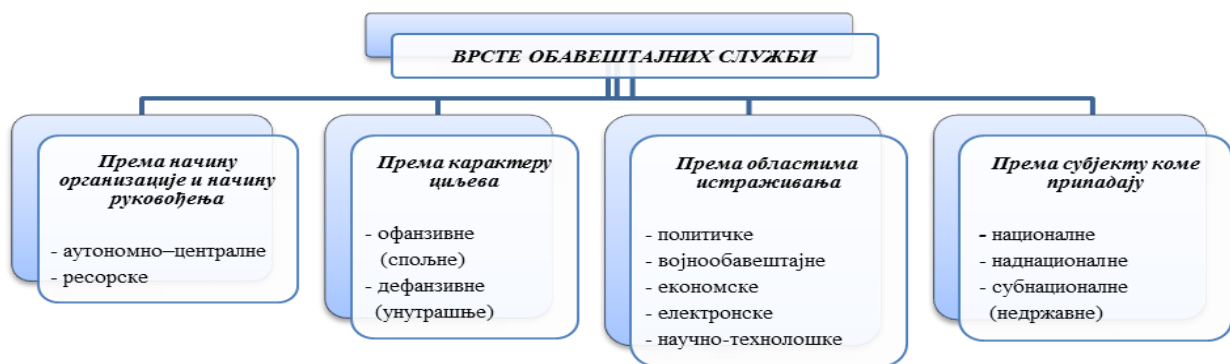 ВРСТЕ ОБАВЕШТАЈНИХ СЛУЖБИ
Према начину
организације и начину
руковођења
- аутономно–централне
- ресорске
Према карактеру
циљева
- офанзивне
(спољне)
- дефанзивне
(унутрашње)
Према областима
истраживања
- политичке
- војнообавештајне
- економске
- електронске
- научно-технолошке
Према субјекту коме
припадају
- националне
- наднационалне
- субнационалне
(недржавне)